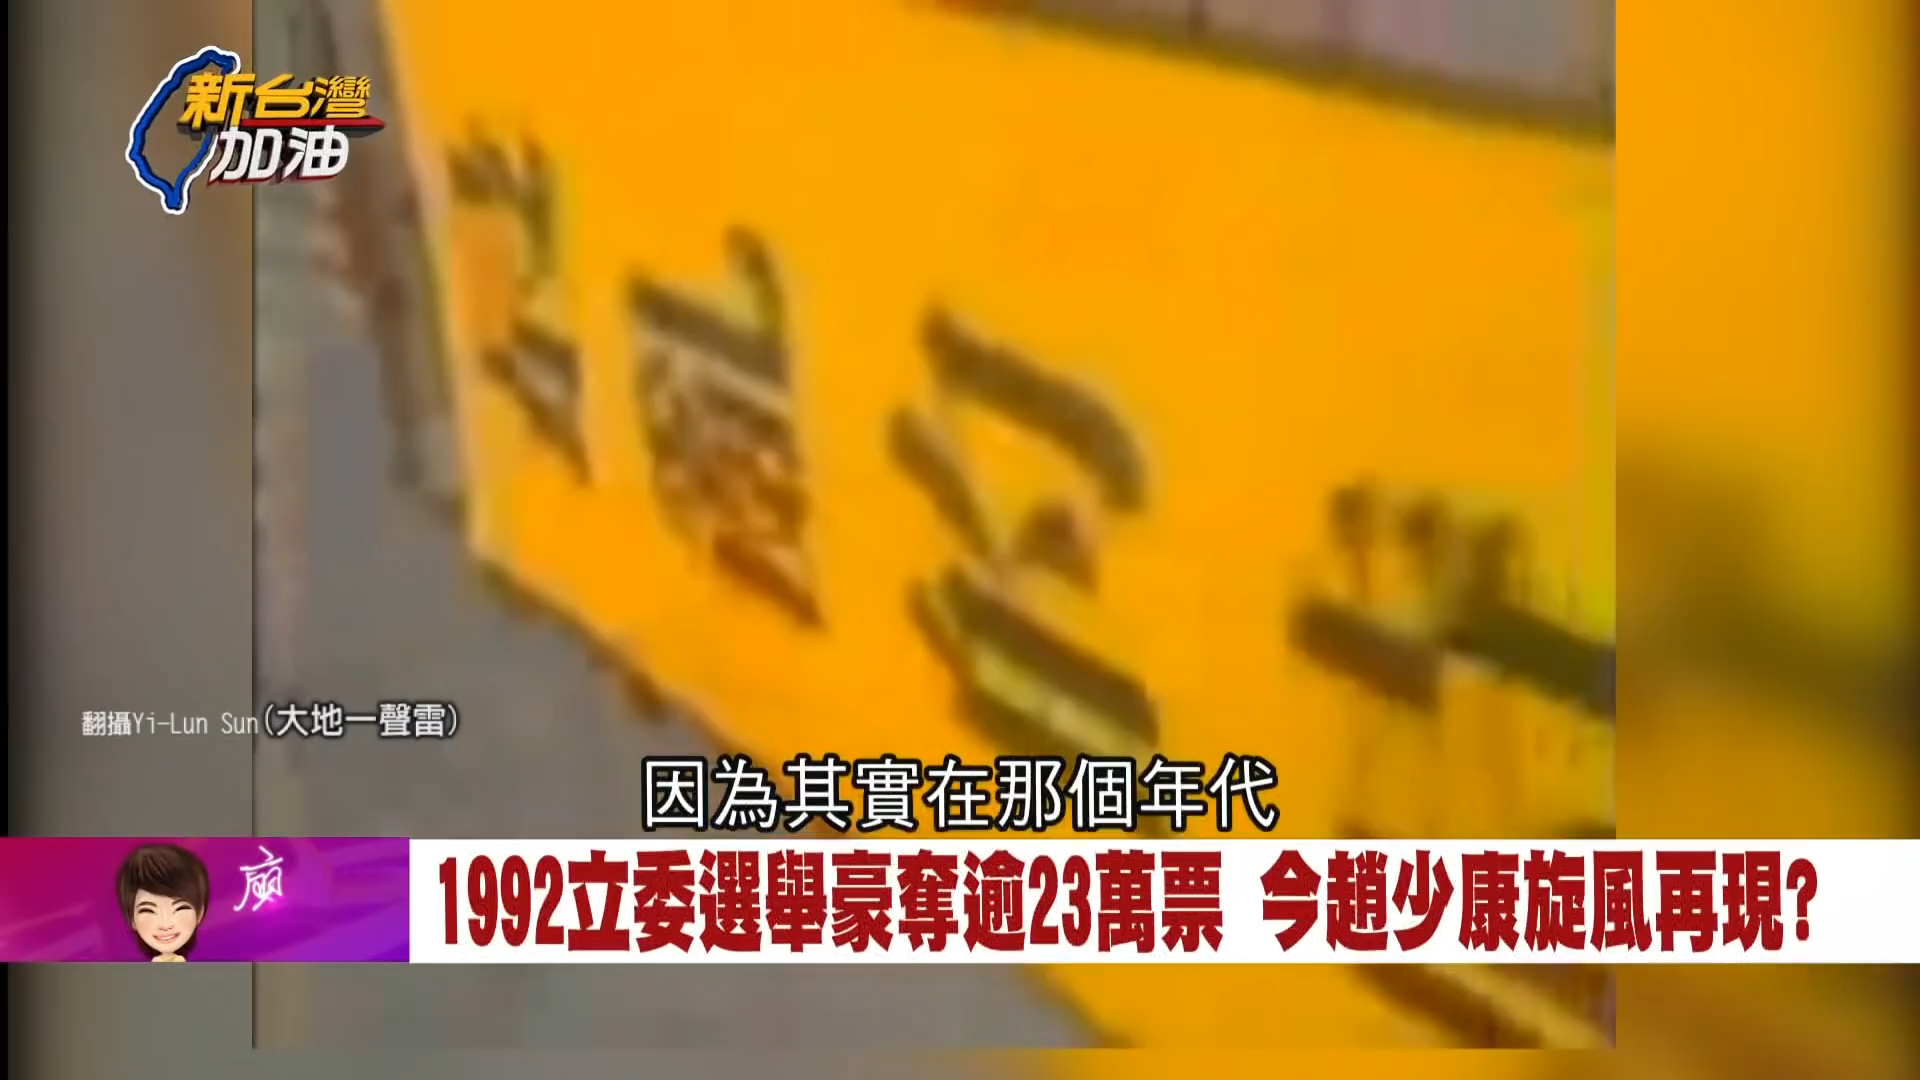 新台灣
加油
翻攝Yi-Lun Sun(大地一聲雷)
因為其實在那個年代
1992立委選舉豪奪逾23萬票 今趙少康旋風再現?